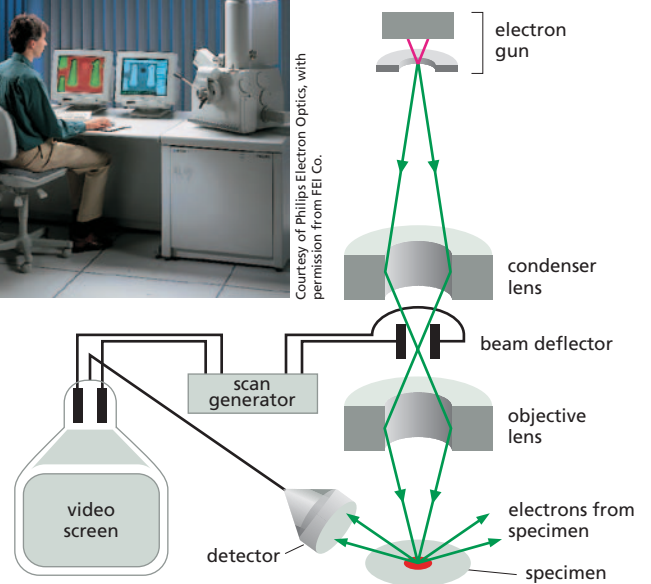 electron
gun
Courtesy of Philips Electron Optics, with
permission from FEI Co.
condenser
lens
beam deflector
scan
generator
objective
lens
video
screen
electrons from
specimen
detector
specimen